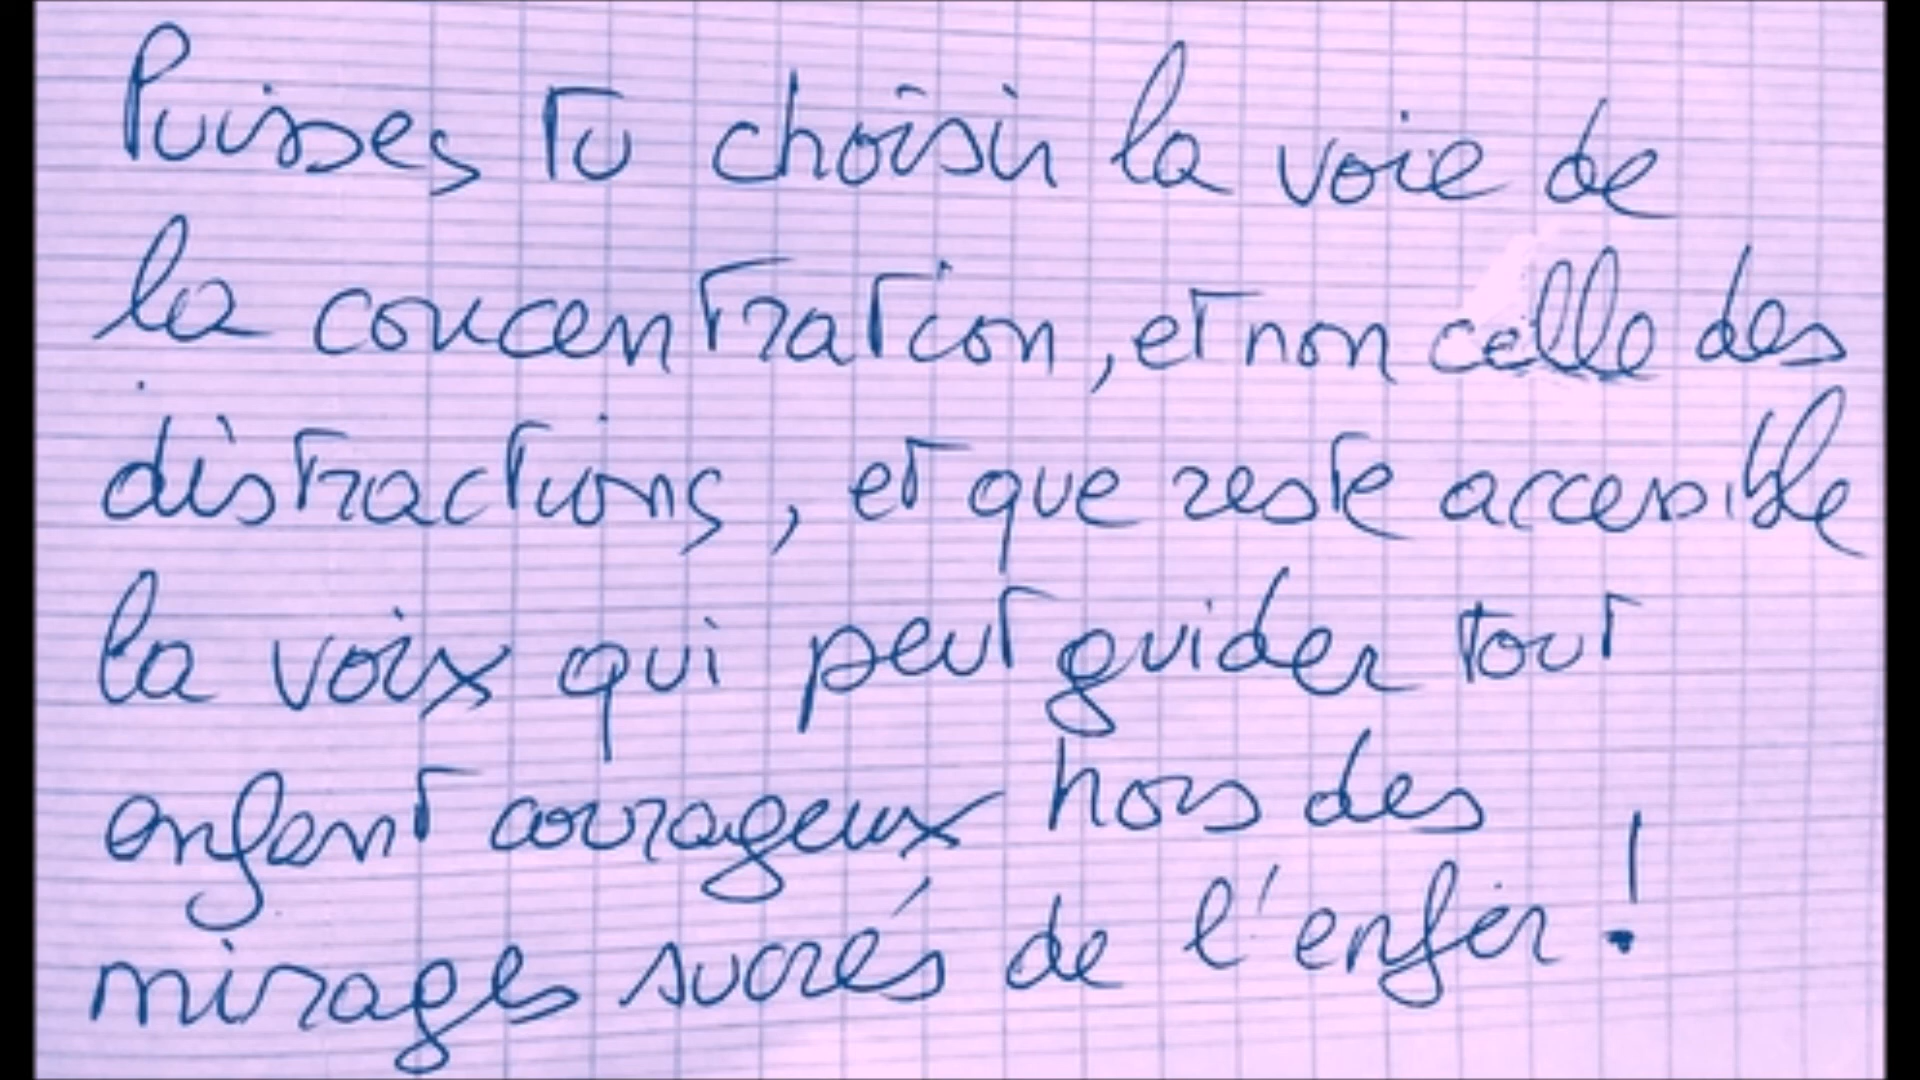 Puisses tu choisir la voie de
la concentration, et non celle des
distractions, et que reste accessible
la voix qui peut guider tout
enfant courageux hors des
mirages sucrés de l'enfer !